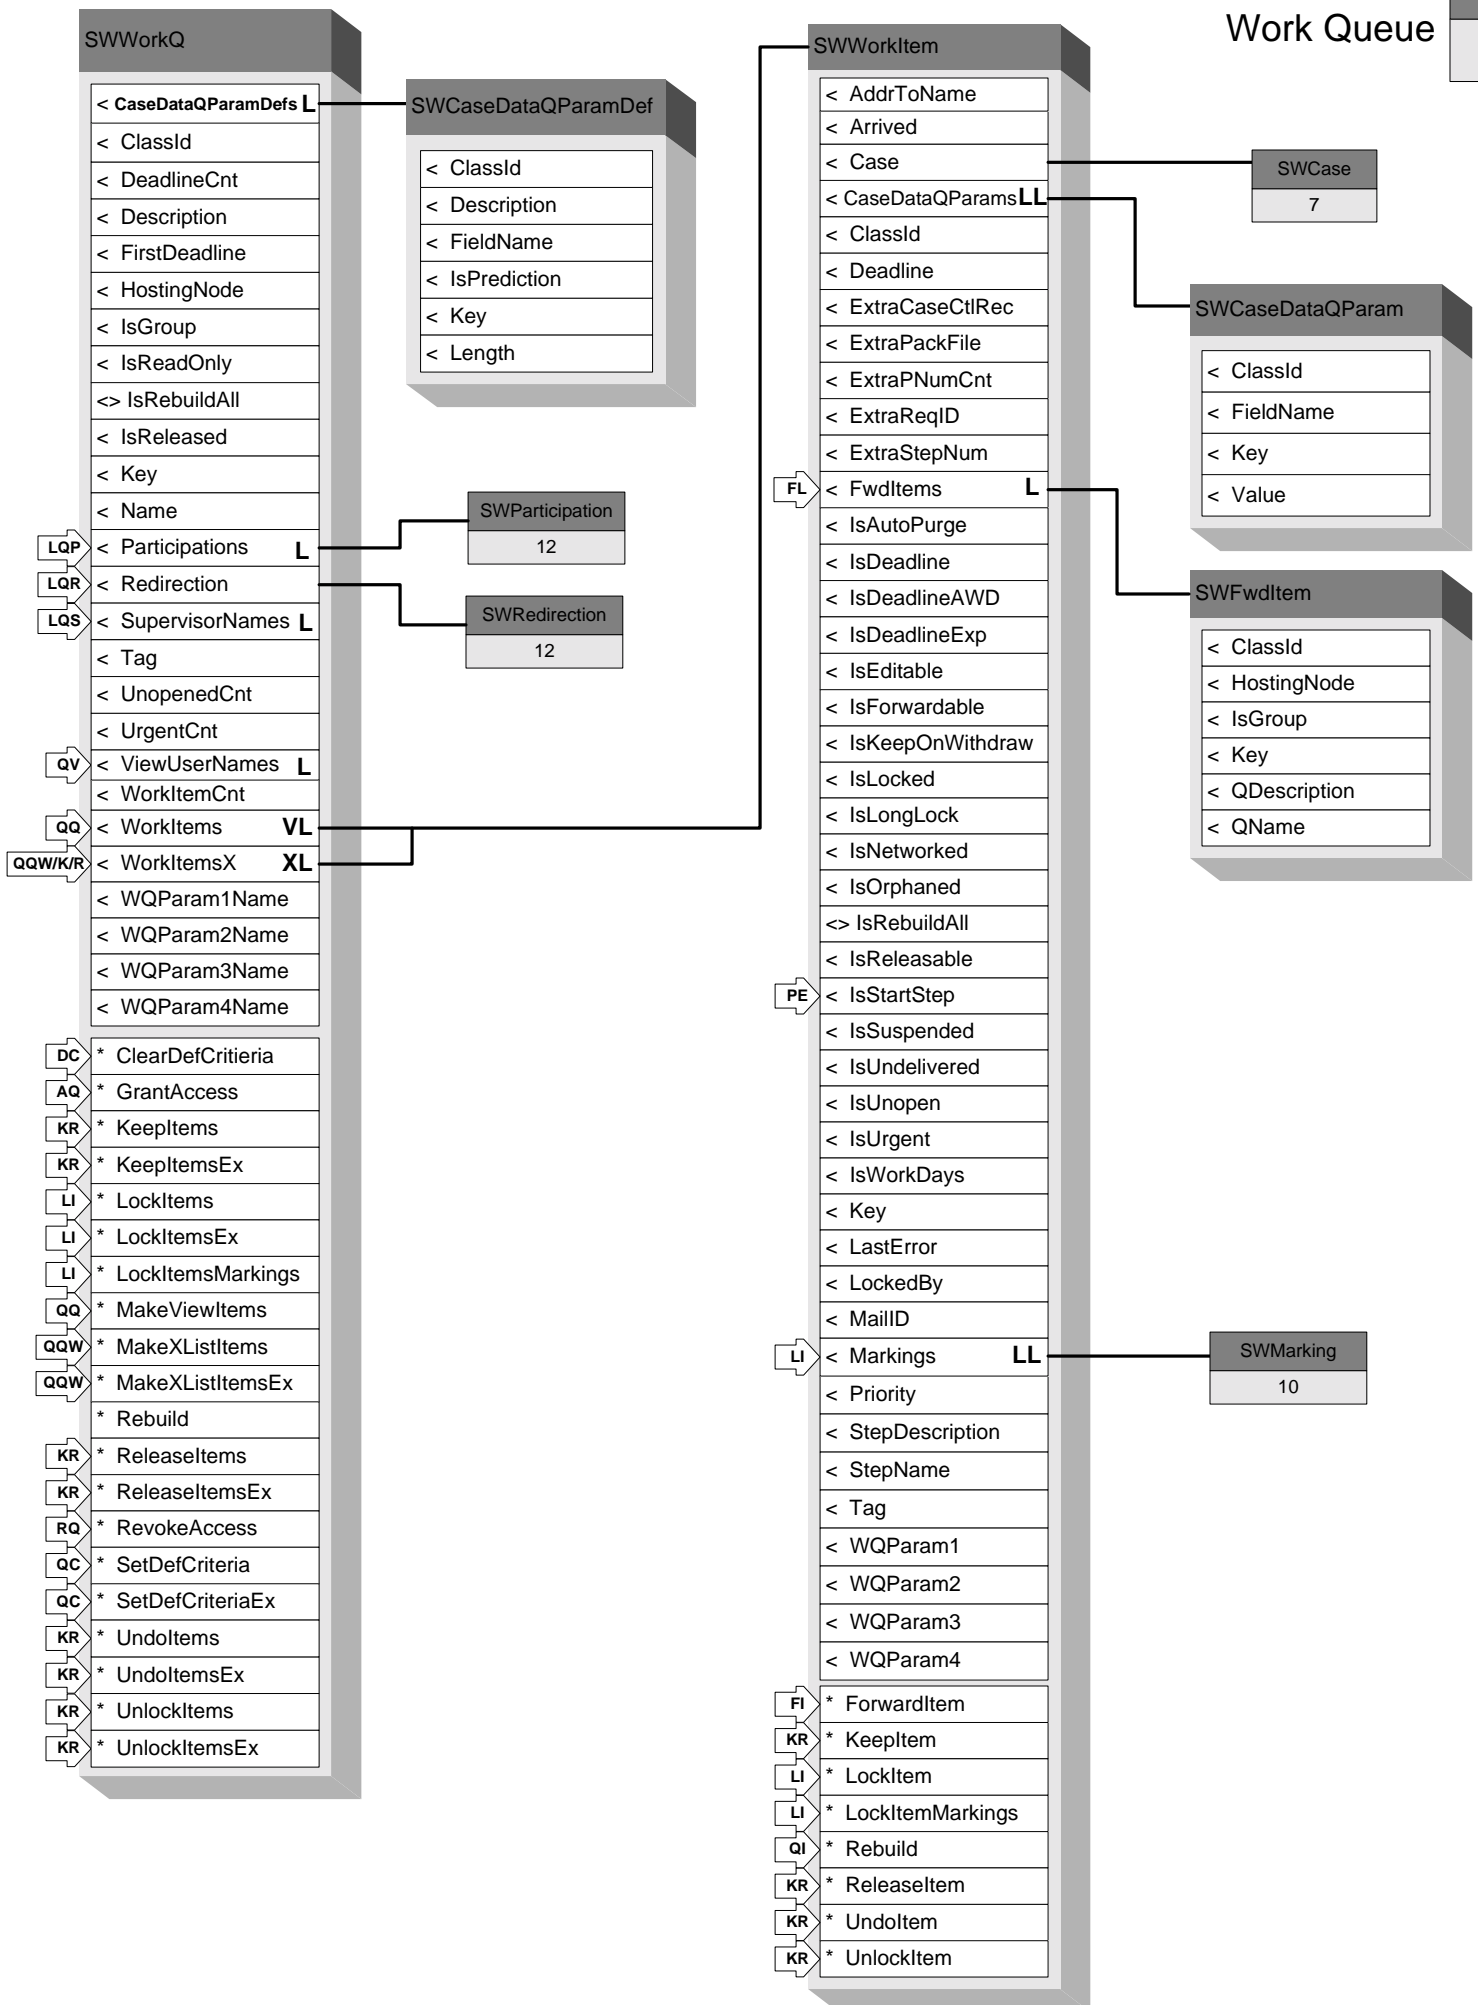 Work Queue
SWWorkQ
< CaseDataQParamDefs L
< ClassId
< DeadlineCnt
< Description
< FirstDeadline
< HostingNode
< IsGroup
< IsReadOnly
<> IsRebuildAll
< IsReleased
< Key
< Name
LQP < Participations L
LQR < Redirection
LQS < SupervisorNames L
< Tag
< UnopenedCnt
< UrgentCnt
QV < ViewUserNames L
< WorkItemCnt
QQ < WorkItems VL
QQW/K/R < WorkItemsX XL
< WQParam1Name
< WQParam2Name
< WQParam3Name
< WQParam4Name
DC * ClearDefCritieria
AQ * GrantAccess
KR * KeepItems
KR * KeepItemsEx
LI * LockItems
LI * LockItemsEx
LI * LockItemsMarkings
QQ * MakeViewItems
QQW * MakeXListItems
QQW * MakeXListItemsEx
* Rebuild
KR * ReleaseItems
KR * ReleaseItemsEx
RQ * RevokeAccess
QC * SetDefCriteria
QC * SetDefCriteriaEx
KR * UndoItems
KR * UndoItemsEx
KR * UnlockItems
KR * UnlockItemsEx
SWCaseDataQParamDef
< ClassId
< Description
< FieldName
< IsPrediction
< Key
< Length
SWParticipation
12
SWRedirection
12
SWWorkItem
< AddrToName
< Arrived
< Case
< CaseDataQParams LL
< ClassId
< Deadline
< ExtraCaseCtlRec
< ExtraPackFile
< ExtraPNumCnt
< ExtraReqID
< ExtraStepNum
FL < FwdItems L
< IsAutoPurge
< IsDeadline
< IsDeadlineAWD
< IsDeadlineExp
< IsEditable
< IsForwardable
< IsKeepOnWithdraw
< IsLocked
< IsLongLock
< IsNetworked
< IsOrphaned
<> IsRebuildAll
< IsReleasable
PE < IsStartStep
< IsSuspended
< IsUndelivered
< IsUnopen
< IsUrgent
< IsWorkDays
< Key
< LastError
< LockedBy
< MailID
LI < Markings LL
< Priority
< StepDescription
< StepName
< Tag
< WQParam1
< WQParam2
< WQParam3
< WQParam4
FI * ForwardItem
KR * KeepItem
LI * LockItem
LI * LockItemMarkings
QI * Rebuild
KR * ReleaseItem
KR * UndoItem
KR * UnlockItem
SWCase
7
SWCaseDataQParam
< ClassId
< FieldName
< Key
< Value
SWFwdItem
< ClassId
< HostingNode
< IsGroup
< Key
< QDescription
< QName
SWMarking
10